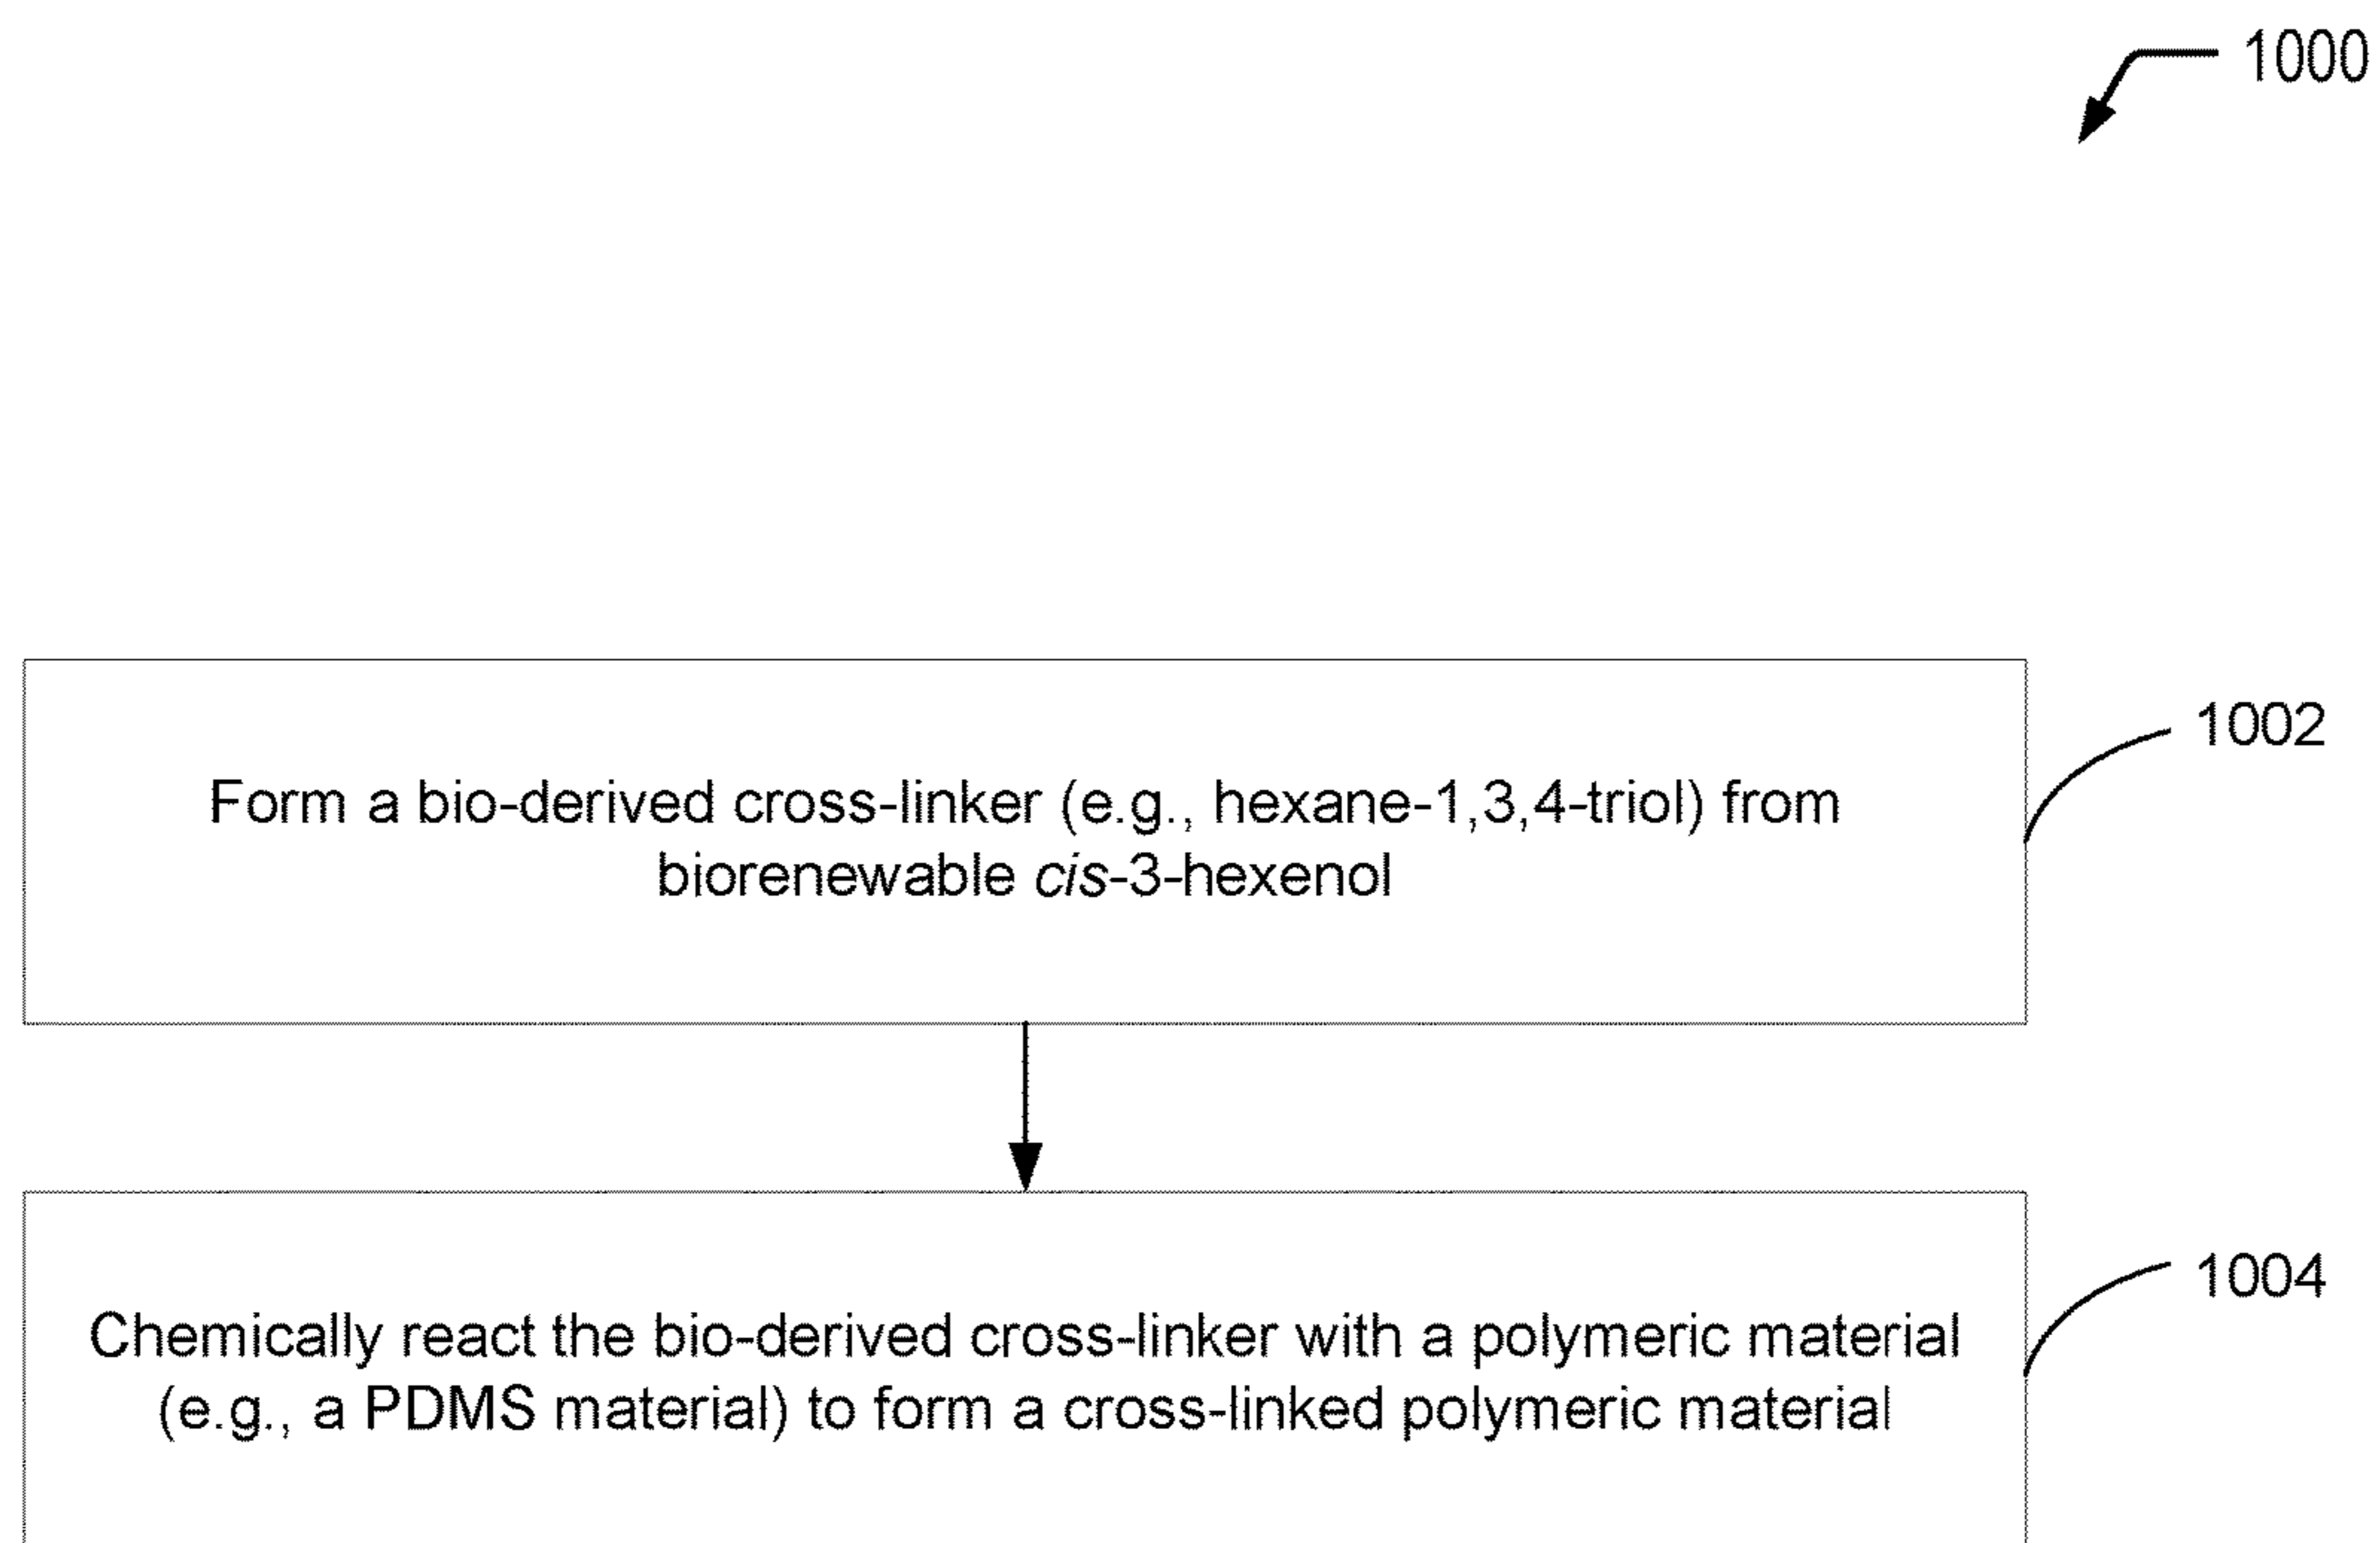 1000
Form a bio-derived cross-linker (e.g., hexane-1,3,4-triol) from
biorenewable cis-3-hexenol
1002
Chemically react the bio-derived cross-linker with a polymeric material
(e.g., a PDMS material) to form a cross-linked polymeric material
1004